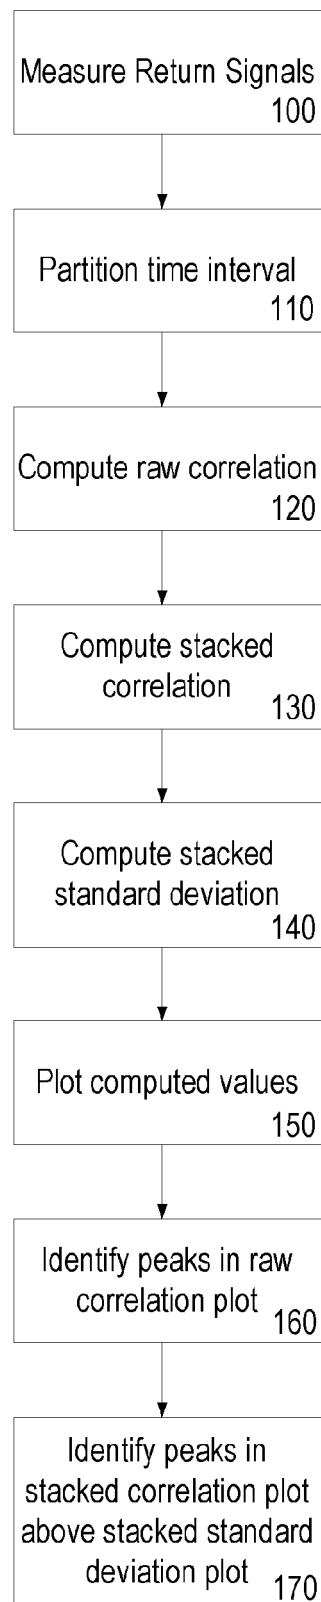 Measure Return Signals
100
Partition time interval
110
Compute raw correlation
120
Compute stacked
correlation
130
Compute stacked
standard deviation
140
Plot computed values
150
Identify peaks in raw
correlation plot
160
Identify peaks in
stacked correlation plot
above stacked standard
deviation plot
170